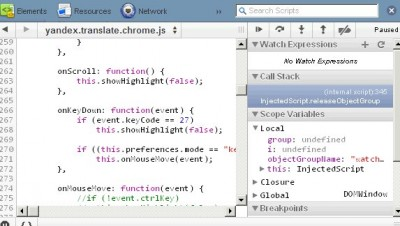 Elements Resources Network » Search Scripts
yandex.translate.chrome.js Paused
259 }
260 },
261
262 onScroll: function() {
263 this.showHighlight(false);
264 },
265
266 onKeyDown: function(event) {
267 if (event.keyCode == 27)
268 this.showHighlight(false);
269
270 if ((this.preferences.mode == "ke
271 this.onMouseMove(event);
272 },
273
274 onMouseMove: function(event) {
275 //if (!event.ctrlKey)
Watch Expressions
No Watch Expressions
Call Stack
(internal script):345
InjectedScript.releaseObjectGroup
Scope Variables
Local
group: undefined
i: undefined
objectGroupName: "watch
this: InjectedScript
Closure
Global DOMWindow
Breakpoints